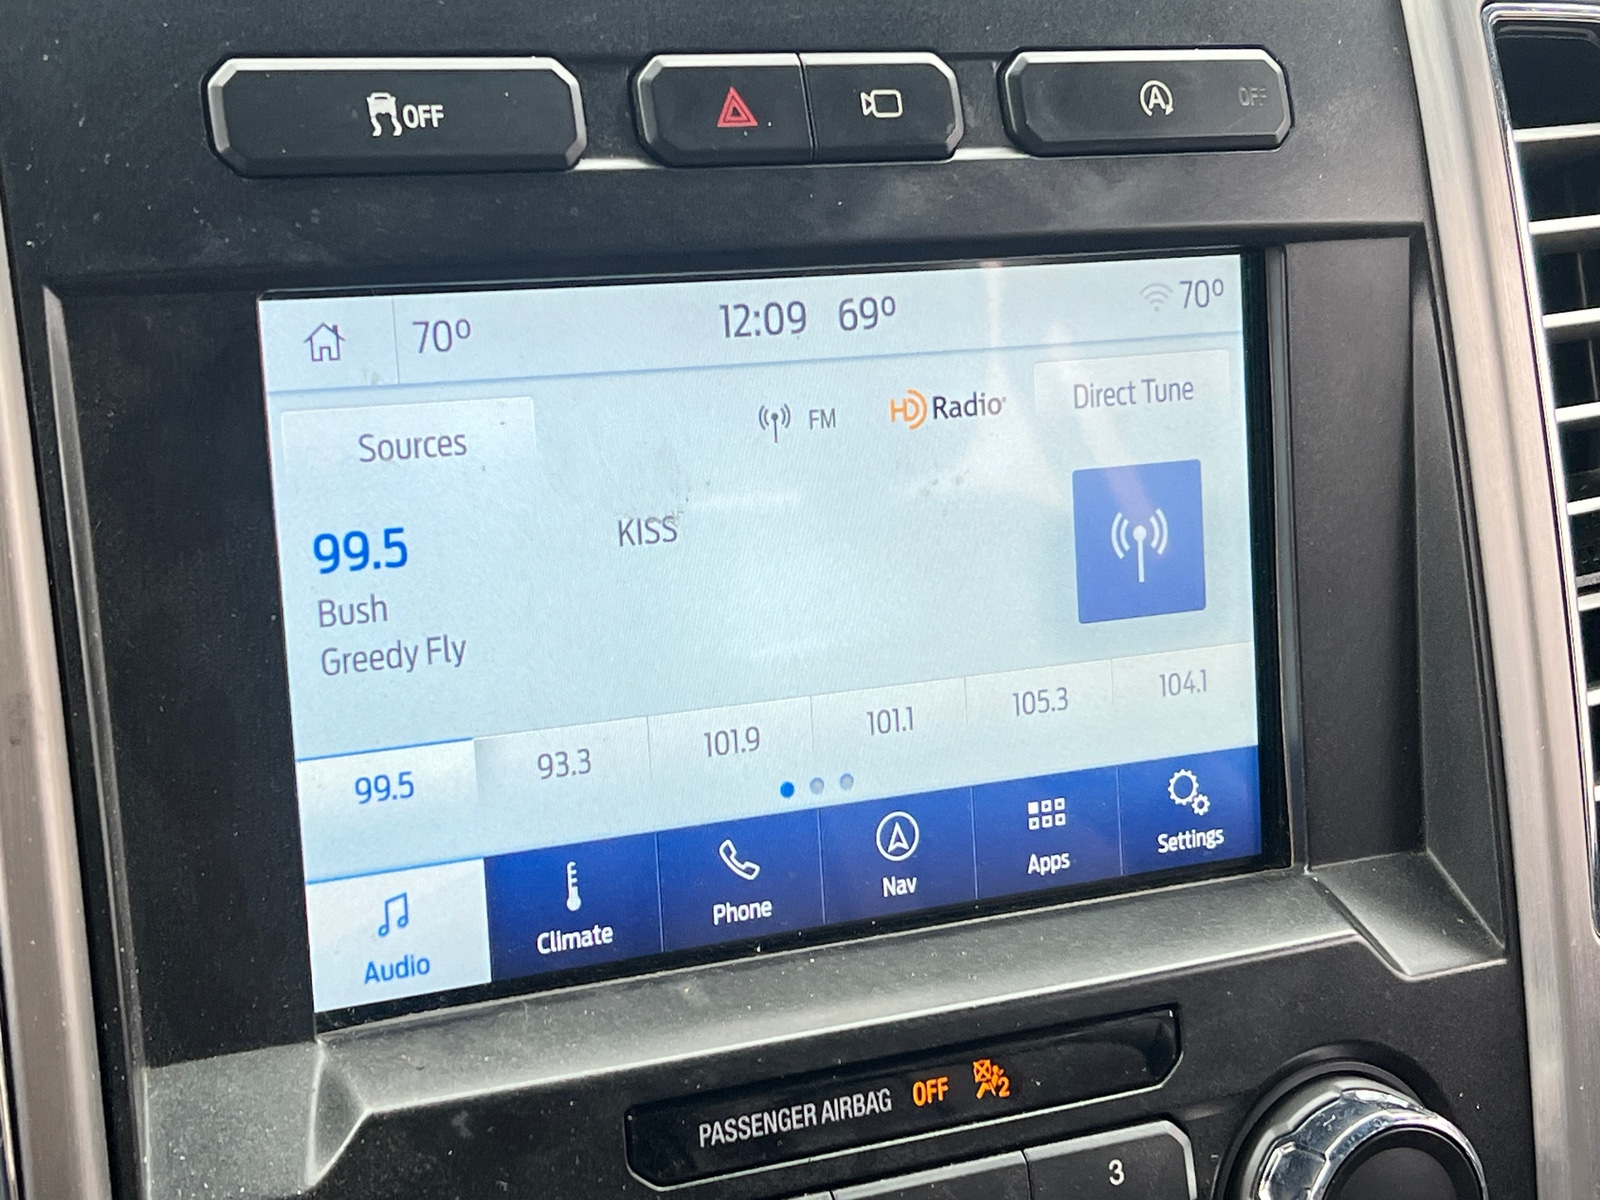 OFF
OFF
70°
12:09 69°
70°
Sources
FM
HD Radio
Direct Tune
99.5
KISS
Bush
Greedy Fly
99.5
93.3
101.9
101.1
105.3
104.1
Audio
Climate
Phone
Nav
Apps
Settings
PASSENGER AIRBAG OFF 2
3